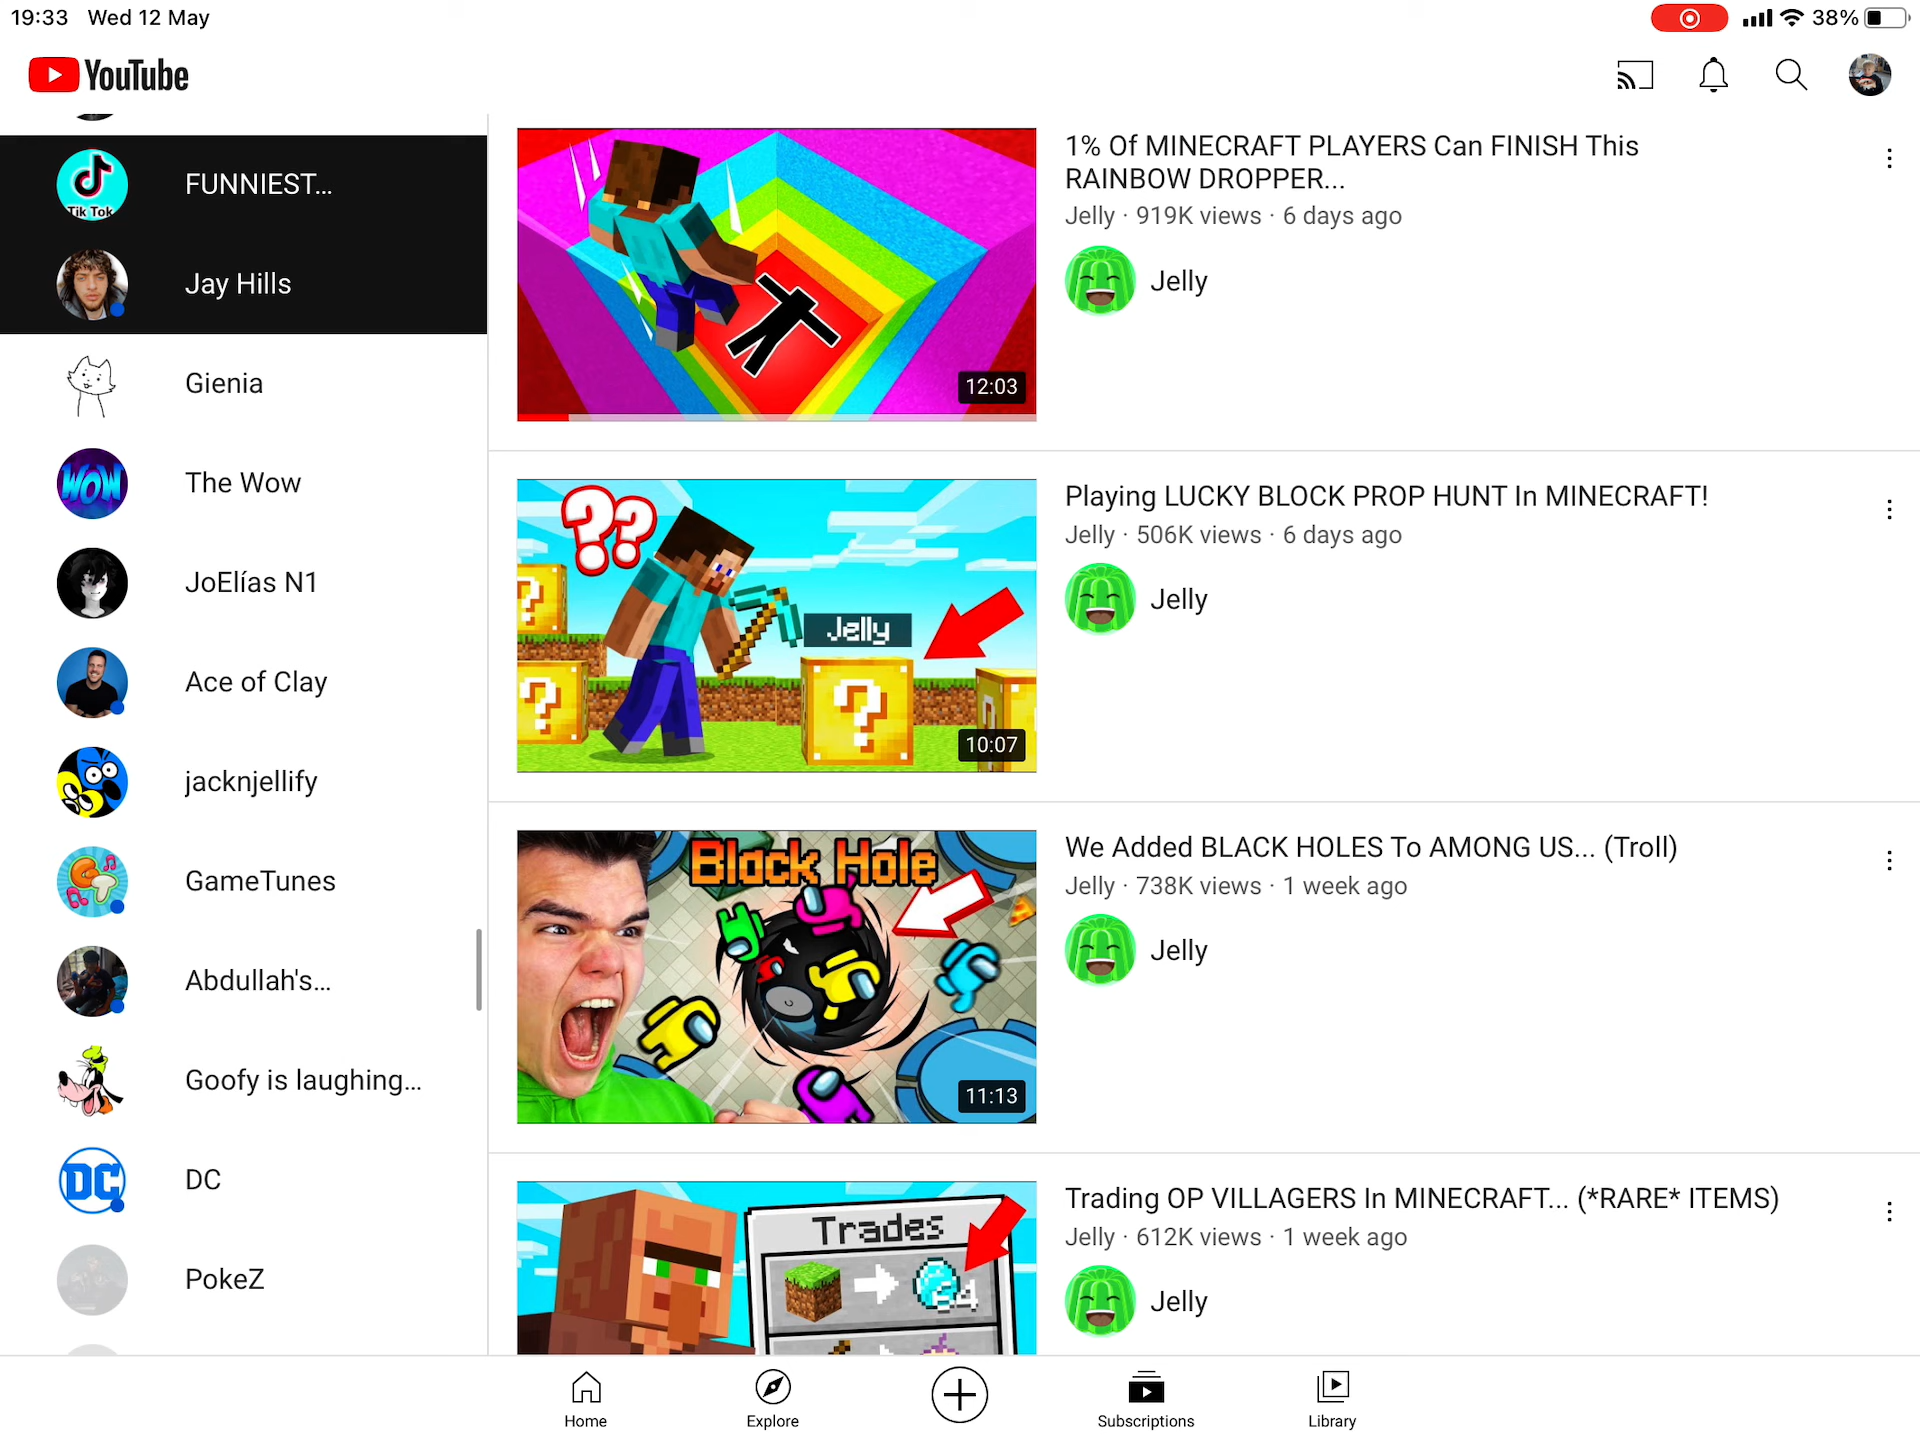 19:33 Wed 12 May
38%
YouTube
Tik Tok
FUNNIEST...
Jay Hills
Gienia
WOW
The Wow
JoElías N1
Ace of Clay
jacknjellify
GT
GameTunes
Abdullah's...
Goofy is laughing...
DC
DC
PokeZ
12:03
1% Of MINECRAFT PLAYERS Can FINISH This
RAINBOW DROPPER...
Jelly · 919K views · 6 days ago
Jelly
??
Jelly
?
?
?
10:07
Playing LUCKY BLOCK PROP HUNT In MINECRAFT!
Jelly · 506K views · 6 days ago
Jelly
Black Hole
11:13
We Added BLACK HOLES To AMONG US... (Troll)
Jelly · 738K views · 1 week ago
Jelly
Trades
Trading OP VILLAGERS In MINECRAFT... (*RARE* ITEMS)
Jelly · 612K views · 1 week ago
Jelly
Home
Explore
Subscriptions
Library